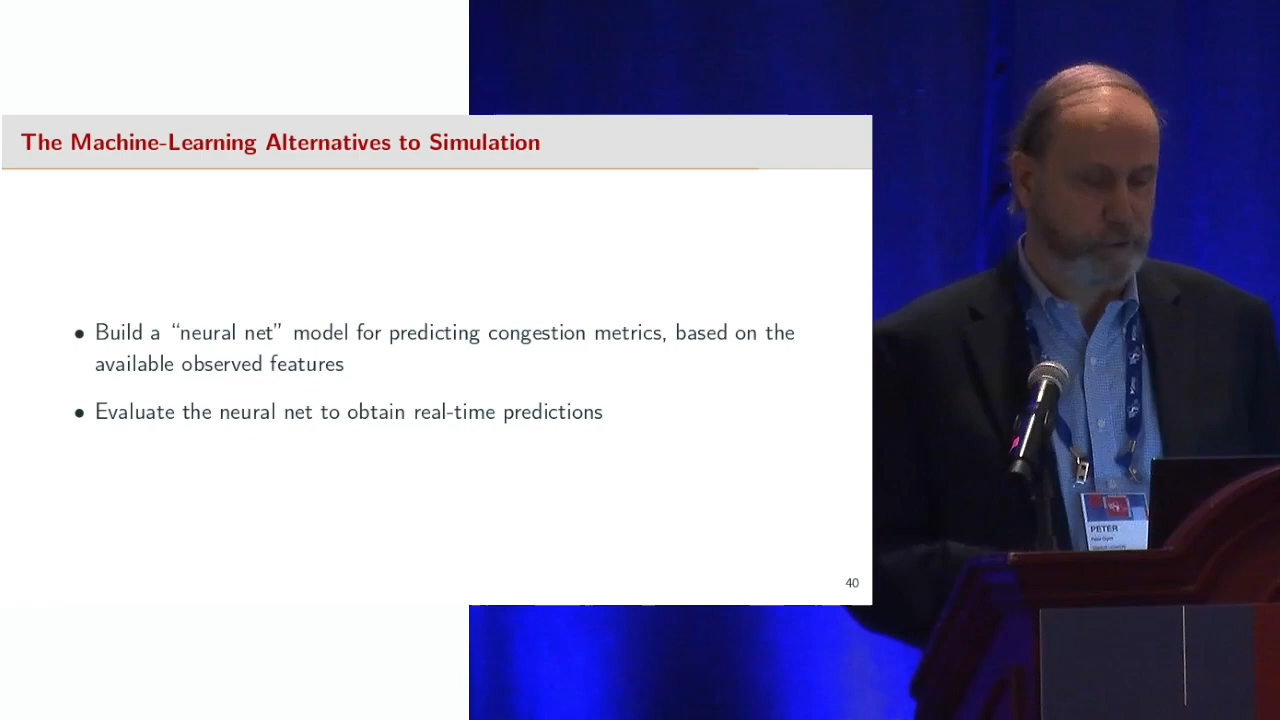 The Machine-Learning Alternatives to Simulation
• Build a “neural net” model for predicting congestion metrics, based on the
available observed features
• Evaluate the neural net to obtain real-time predictions
40
PETER